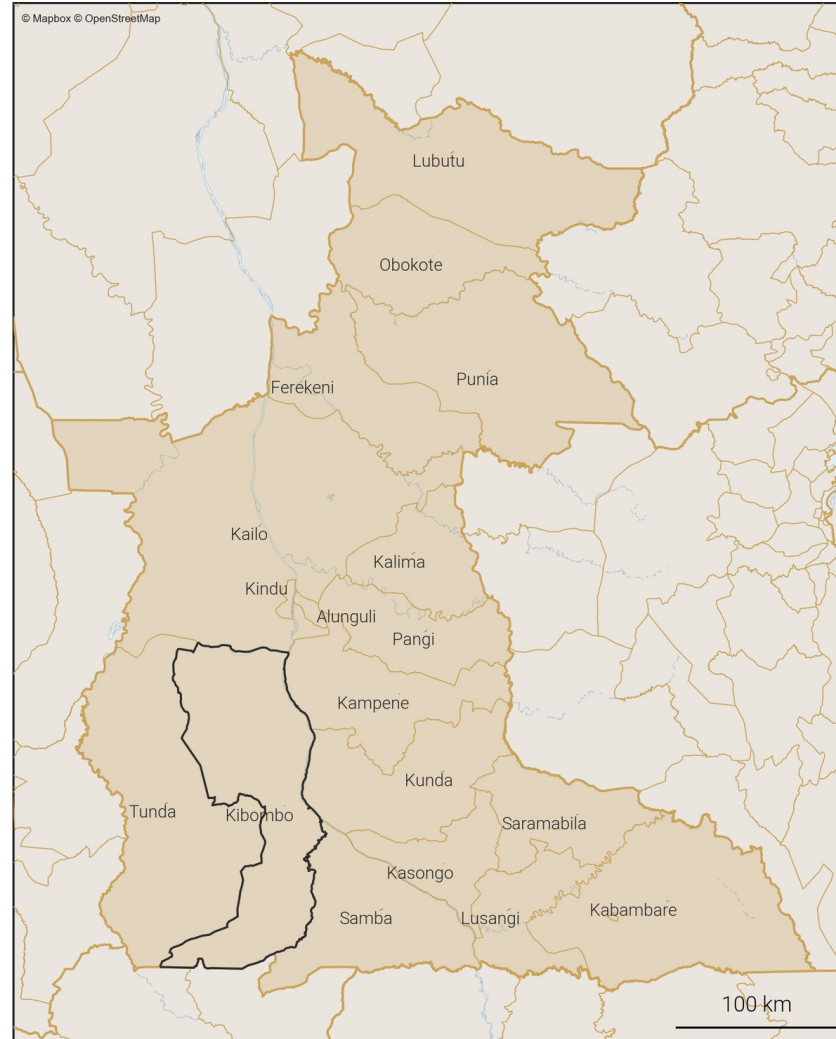 © Mapbox © OpenStreetMap
Lubutu
Obokote
Ferekeni
Punia
Kailo
Kalima
Kindu
Alunguli
Pangi
Kampene
Kunda
Tunda
Kibombo
Saramabila
Kasongo
Samba
Lusangi
Kabambare
100 km